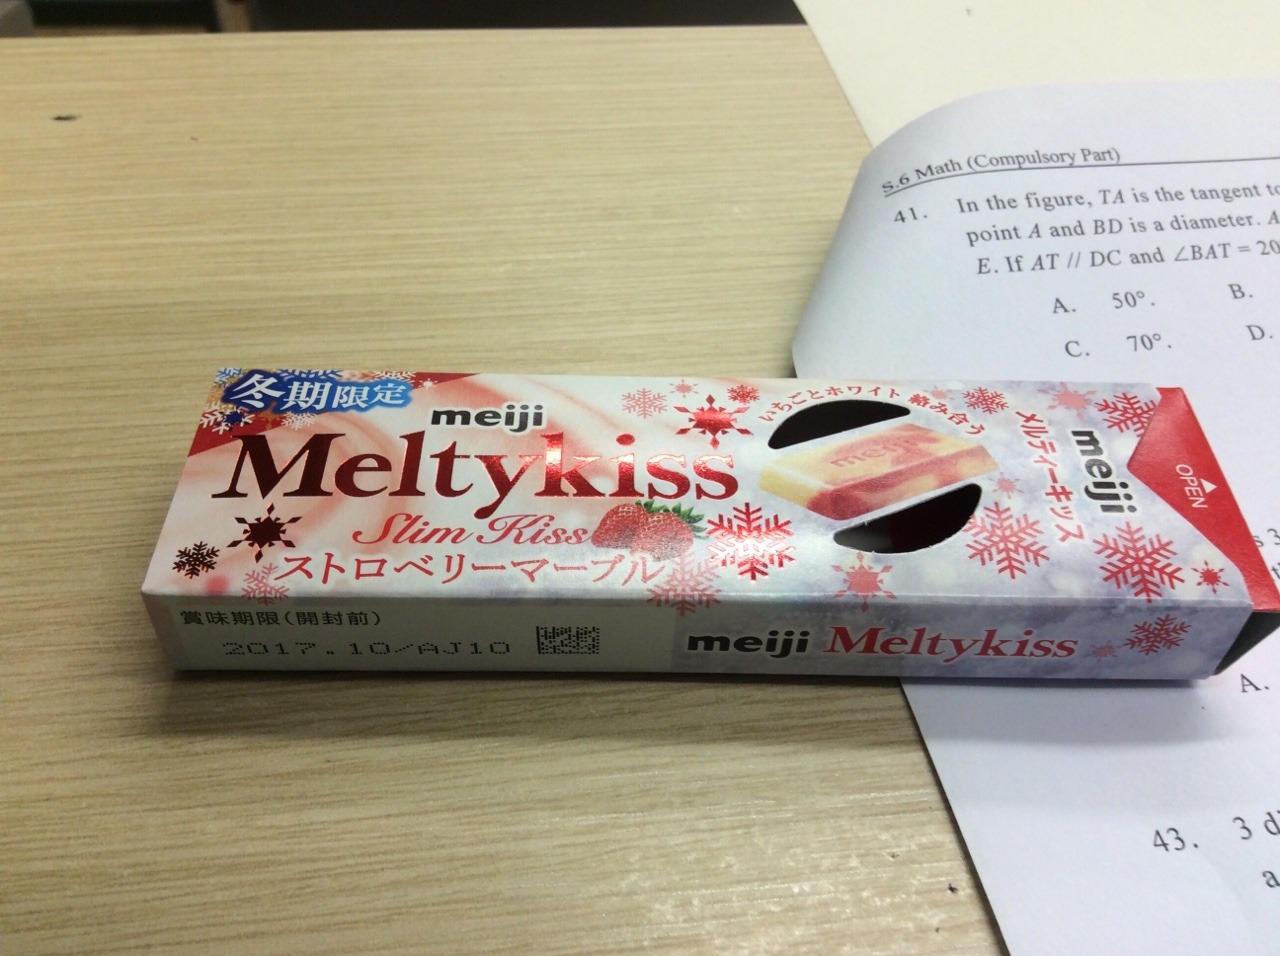 冬期限定
meiji
Meltykiss
Slim Kiss
ストロベリーマーブル
いちごとホワイト 絡み合う
meiji
メルティーキッス
meiji
OPEN
賞味期限(開封前)
2017.10/AJ10
meiji Meltykiss
S.6 Math (Compulsory Part)
41. In the figure, TA is the tangent to
point A and BD is a diameter. A
E. If AT // DC and ∠BAT = 20
A. 50°. B.
C. 70°. D.
A.
43. 3 d
a